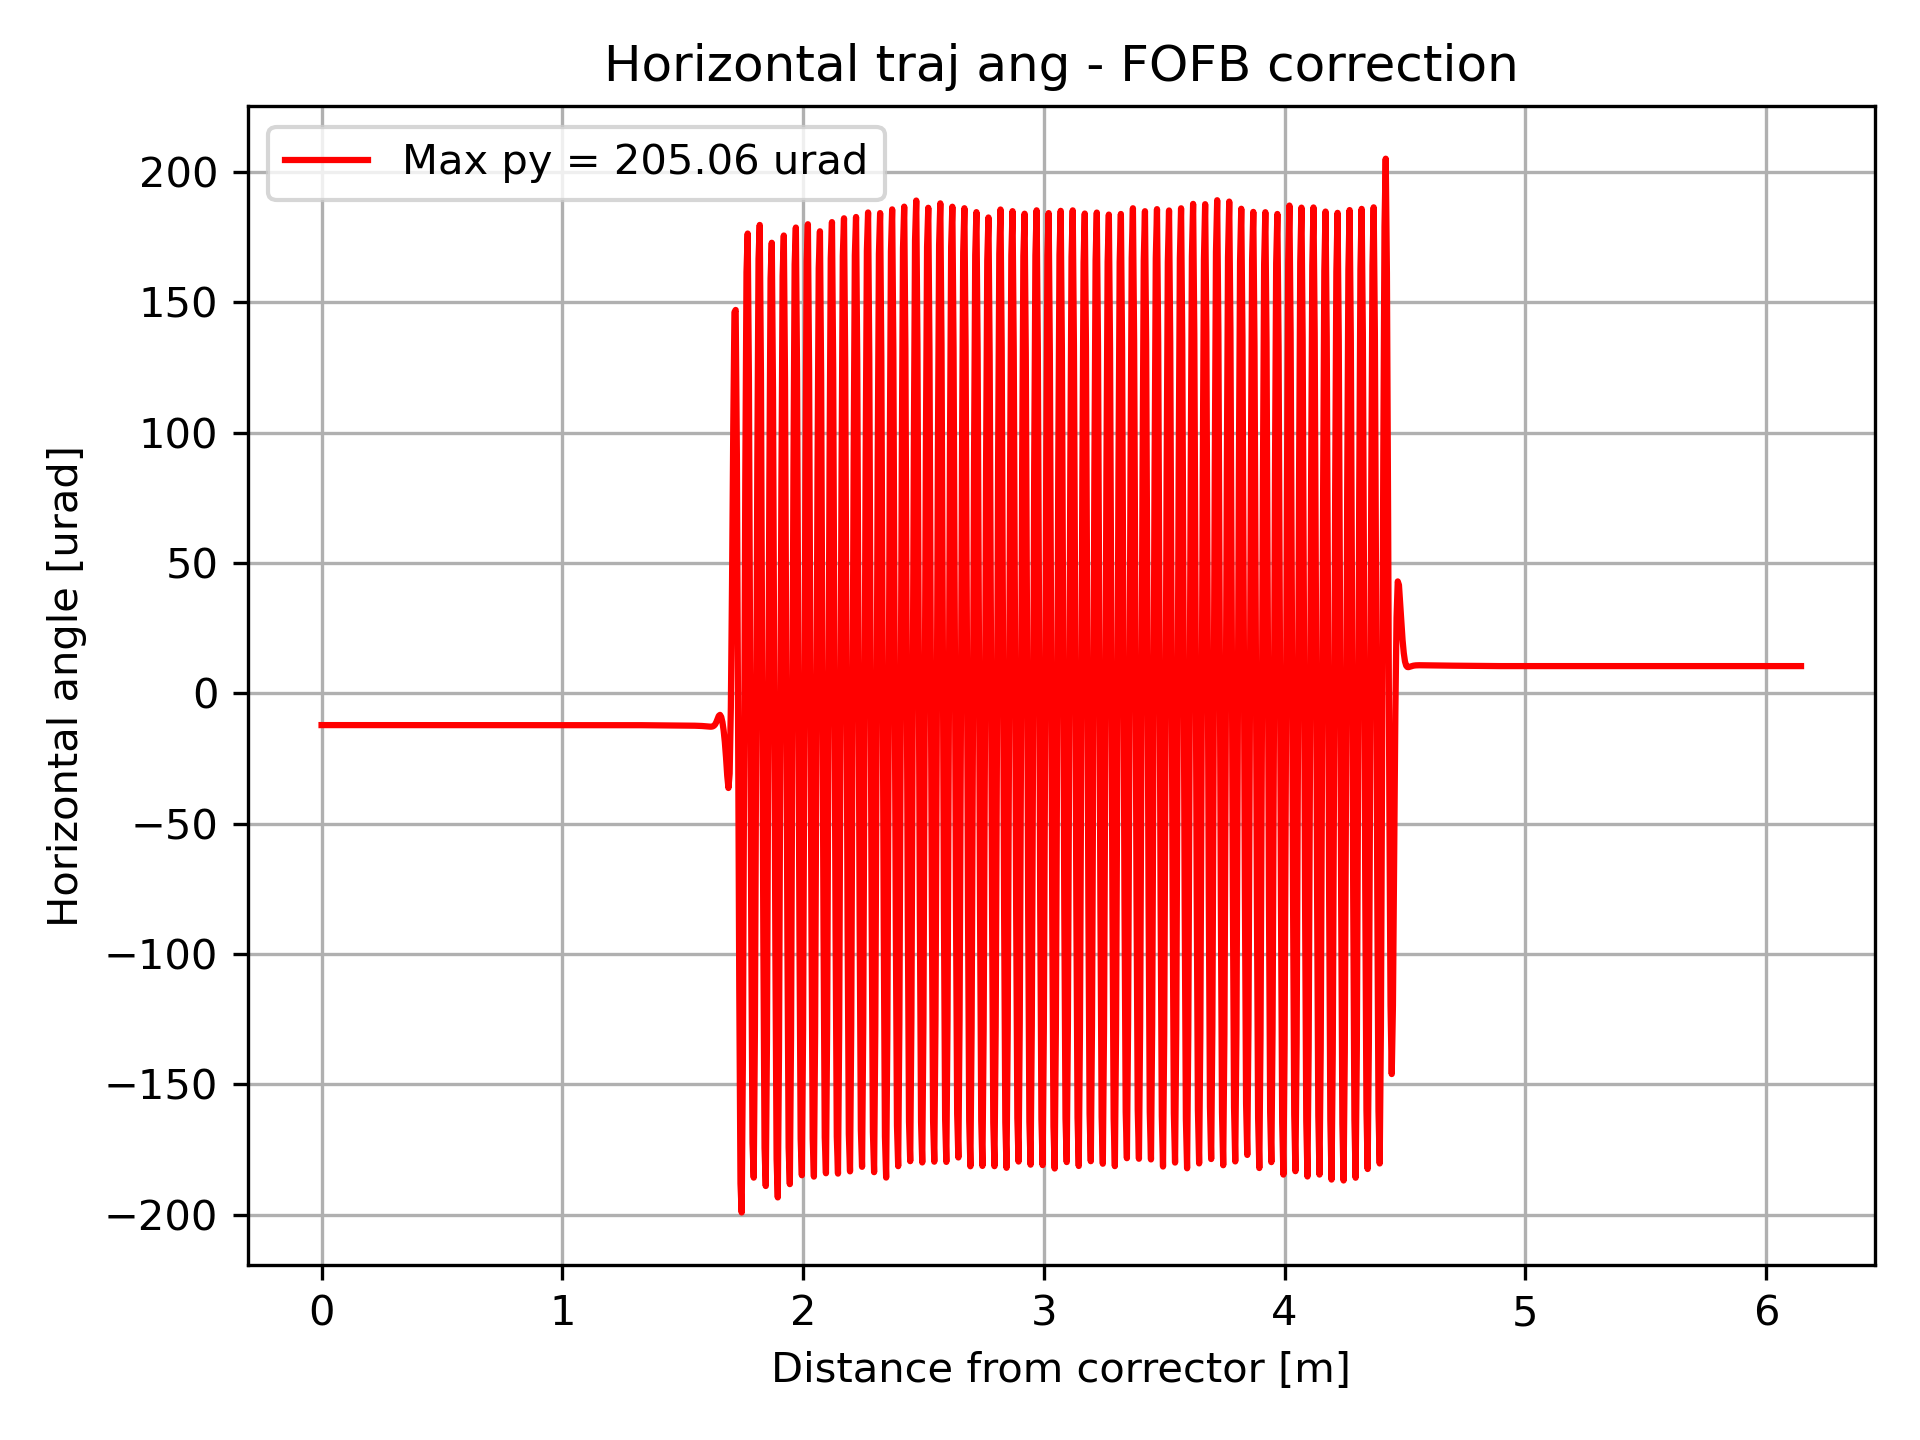 Horizontal traj ang - FOFB correction
Max py = 205.06 urad
Horizontal angle [urad]
200
150
100
50
0
−50
−100
−150
−200
0 1 2 3 4 5 6
Distance from corrector [m]